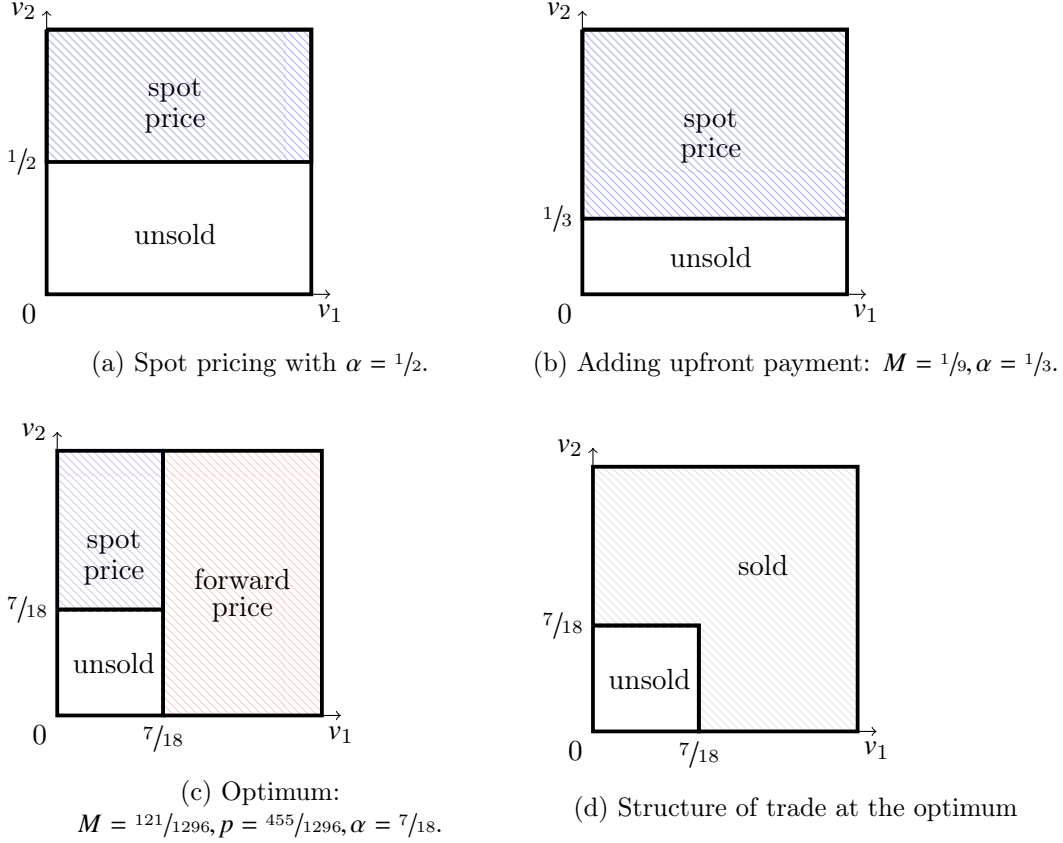 v₂
spot
price
1/2
unsold
0
v₁
(a) Spot pricing with α = 1/2.
v₂
spot
price
1/3
unsold
0
v₁
(b) Adding upfront payment: M = 1/9, α = 1/3.
v₂
spot
price
forward
price
7/18
unsold
0
7/18
v₁
(c) Optimum:
M = 121/1296, p = 455/1296, α = 7/18.
v₂
sold
7/18
unsold
0
7/18
v₁
(d) Structure of trade at the optimum